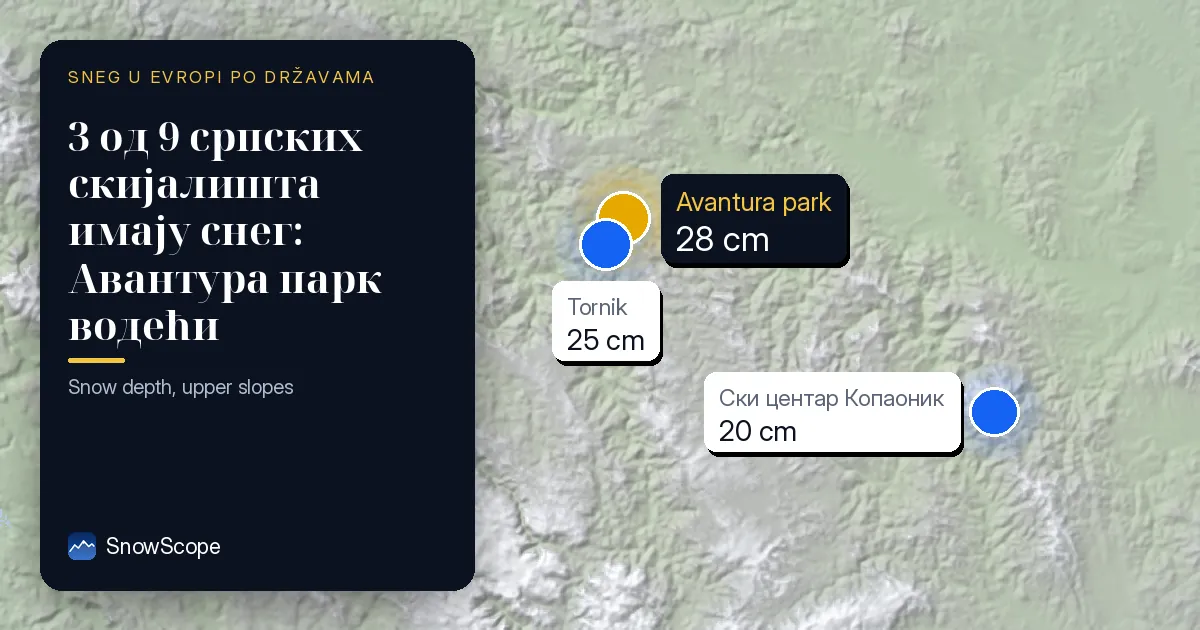 SNEG U EVROPI PO DRŽAVAMA
3 од 9 српских
скијалишта
имају снег:
Авантура парк
водећи
Snow depth, upper slopes
SnowScope
Avantura park
28 cm
Tornik
25 cm
Ски центар Копаоник
20 cm